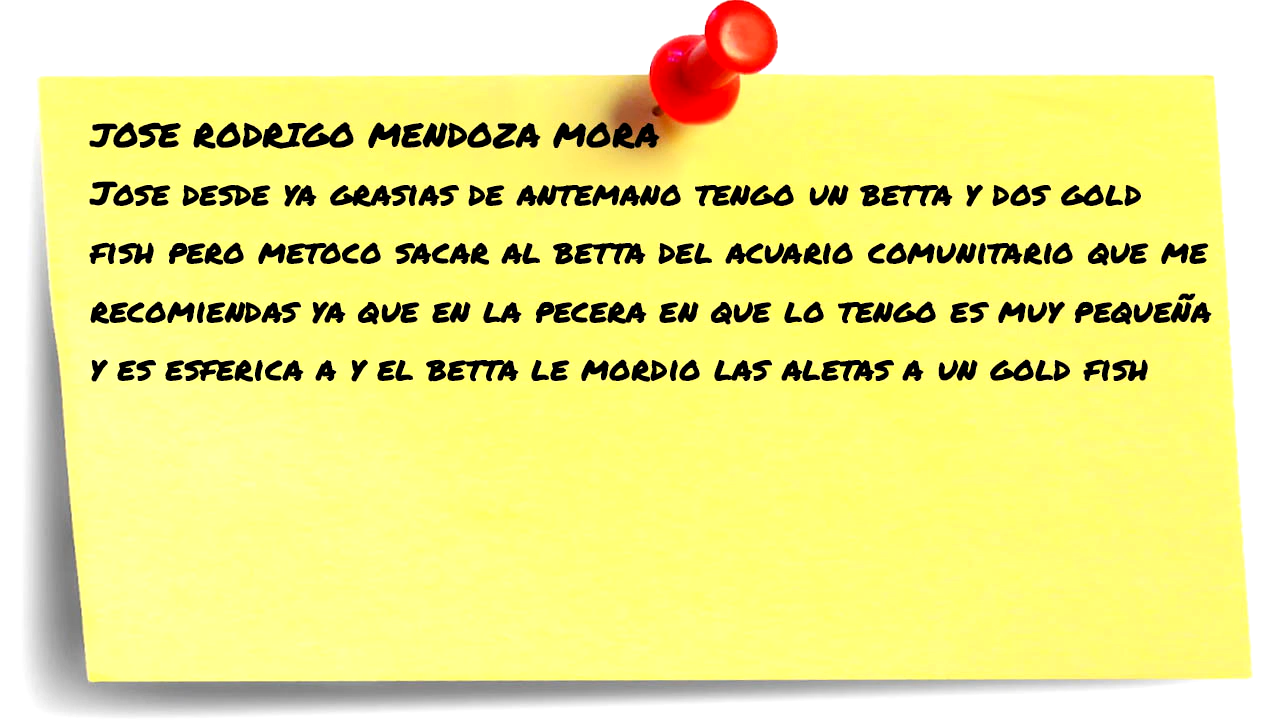 JOSE RODRIGO MENDOZA MORA
JOSE DESDE YA GRASIAS DE ANTEMANO TENGO UN BETTA Y DOS GOLD
FISH PERO METOCO SACAR AL BETTA DEL ACUARIO COMUNITARIO QUE ME
RECOMIENDAS YA QUE EN LA PECERA EN QUE LO TENGO ES MUY PEQUEÑA
Y ES ESFERICA A Y EL BETTA LE MORDIO LAS ALETAS A UN GOLD FISH